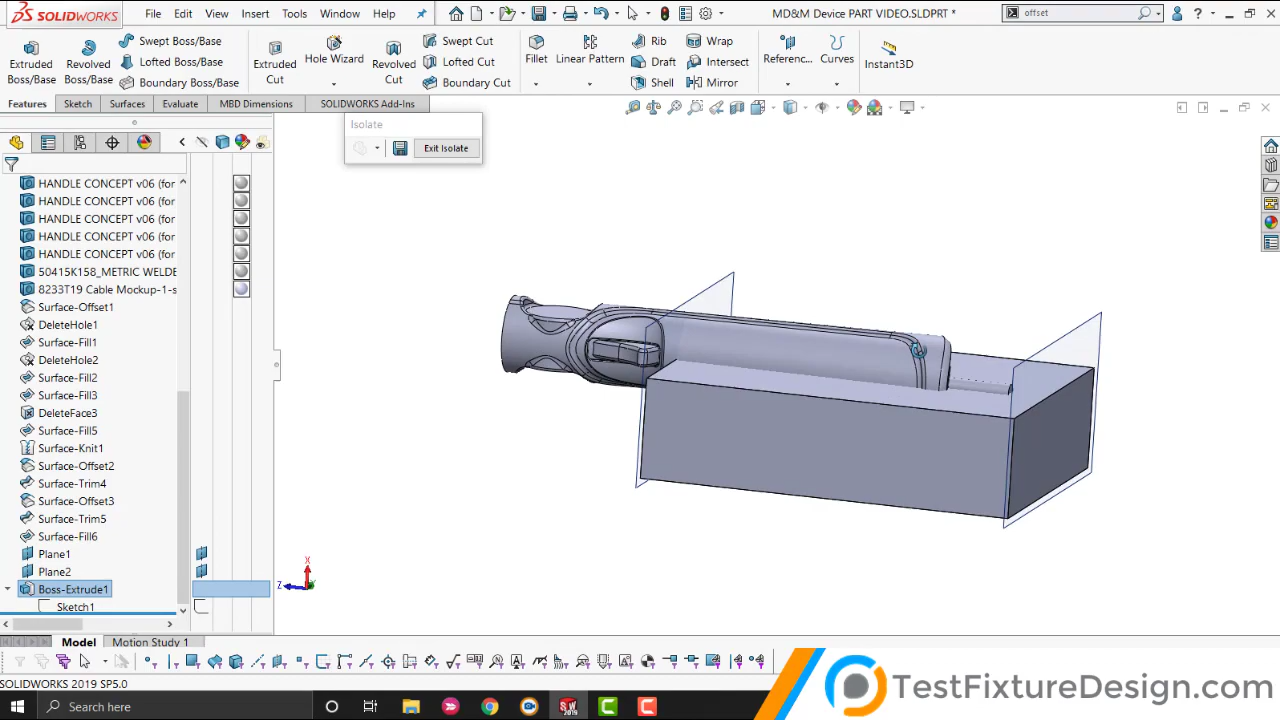 SOLIDWORKS
File Edit View Insert Tools Window Help
MD&M Device PART VIDEO.SLDPRT *
offset
Extruded Boss/Base
Revolved Boss/Base
Swept Boss/Base
Lofted Boss/Base
Boundary Boss/Base
Extruded Cut
Hole Wizard
Revolved Cut
Swept Cut
Lofted Cut
Boundary Cut
Fillet
Linear Pattern
Rib
Draft
Shell
Wrap
Intersect
Mirror
Referenc...
Curves
Instant3D
Features Sketch Surfaces Evaluate MBD Dimensions SOLIDWORKS Add-Ins
Isolate
Exit Isolate
HANDLE CONCEPT v06 (for
HANDLE CONCEPT v06 (for
HANDLE CONCEPT v06 (for
HANDLE CONCEPT v06 (for
HANDLE CONCEPT v06 (for
50415K158_METRIC WELDE
8233T19 Cable Mockup-1-s
Surface-Offset1
DeleteHole1
Surface-Fill1
DeleteHole2
Surface-Fill2
Surface-Fill3
DeleteFace3
Surface-Fill5
Surface-Knit1
Surface-Offset2
Surface-Trim4
Surface-Offset3
Surface-Trim5
Surface-Fill6
Plane1
Plane2
Boss-Extrude1
Sketch1
X
Z
Model Motion Study 1
SOLIDWORKS 2019 SP5.0
Search here
TestFixtureDesign.com